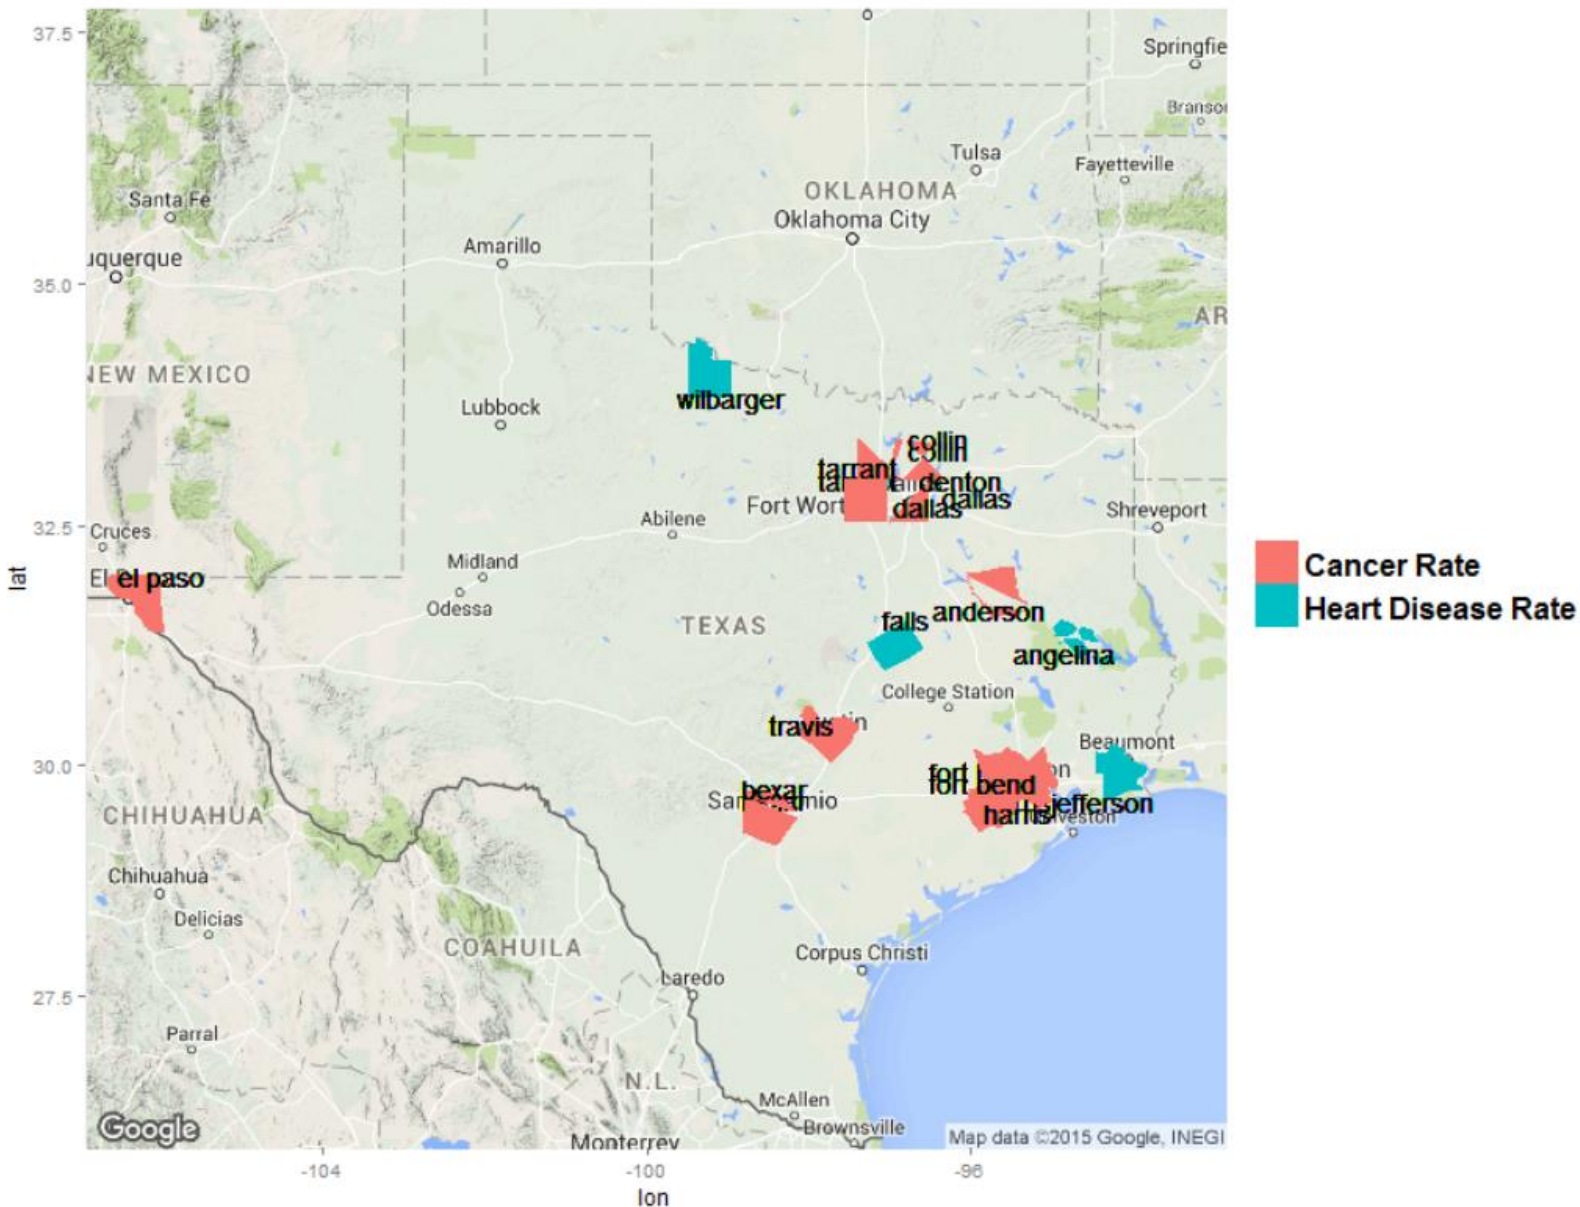 37.5
Springfie
Branson
Tulsa
Fayetteville
OKLAHOMA
Santa Fe
Oklahoma City
Amarillo
uquerque
35.0
AR
NEW MEXICO
wilbarger
Lubbock
collin
collin
tarrant
denton
dallas
Fort Wort
dallas
Shreveport
Abilene
32.5
Cruces
Midland
el paso
Odessa
lat
Cancer Rate
Heart Disease Rate
anderson
falls
TEXAS
angelina
College Station
travis
Beaumont
30.0
fort
fort bend
bexar
jefferson
harris
CHIHUAHUA
Chihuahua
Delicias
COAHUILA
Corpus Christi
Laredo
27.5
Parral
N.L.
McAllen
Brownsville
Google
Map data ©2015 Google, INEGI
Monterrey
-104
-100
-96
lon